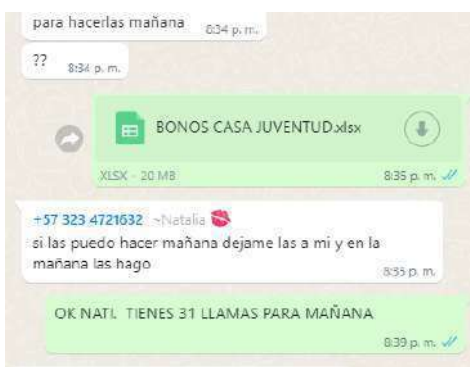 para hacerlas mañana 8:34 p. m.
?? 8:34 p. m.
BONOS CASA JUVENTUD.xlsx
XLSX - 20 MB 8:35 p. m.
+57 323 4721632 ~Natalia
si las puedo hacer mañana dejame las a mi y en la
mañana las hago
8:35 p. m.
OK NATI. TIENES 31 LLAMAS PARA MAÑANA
8:39 p. m.